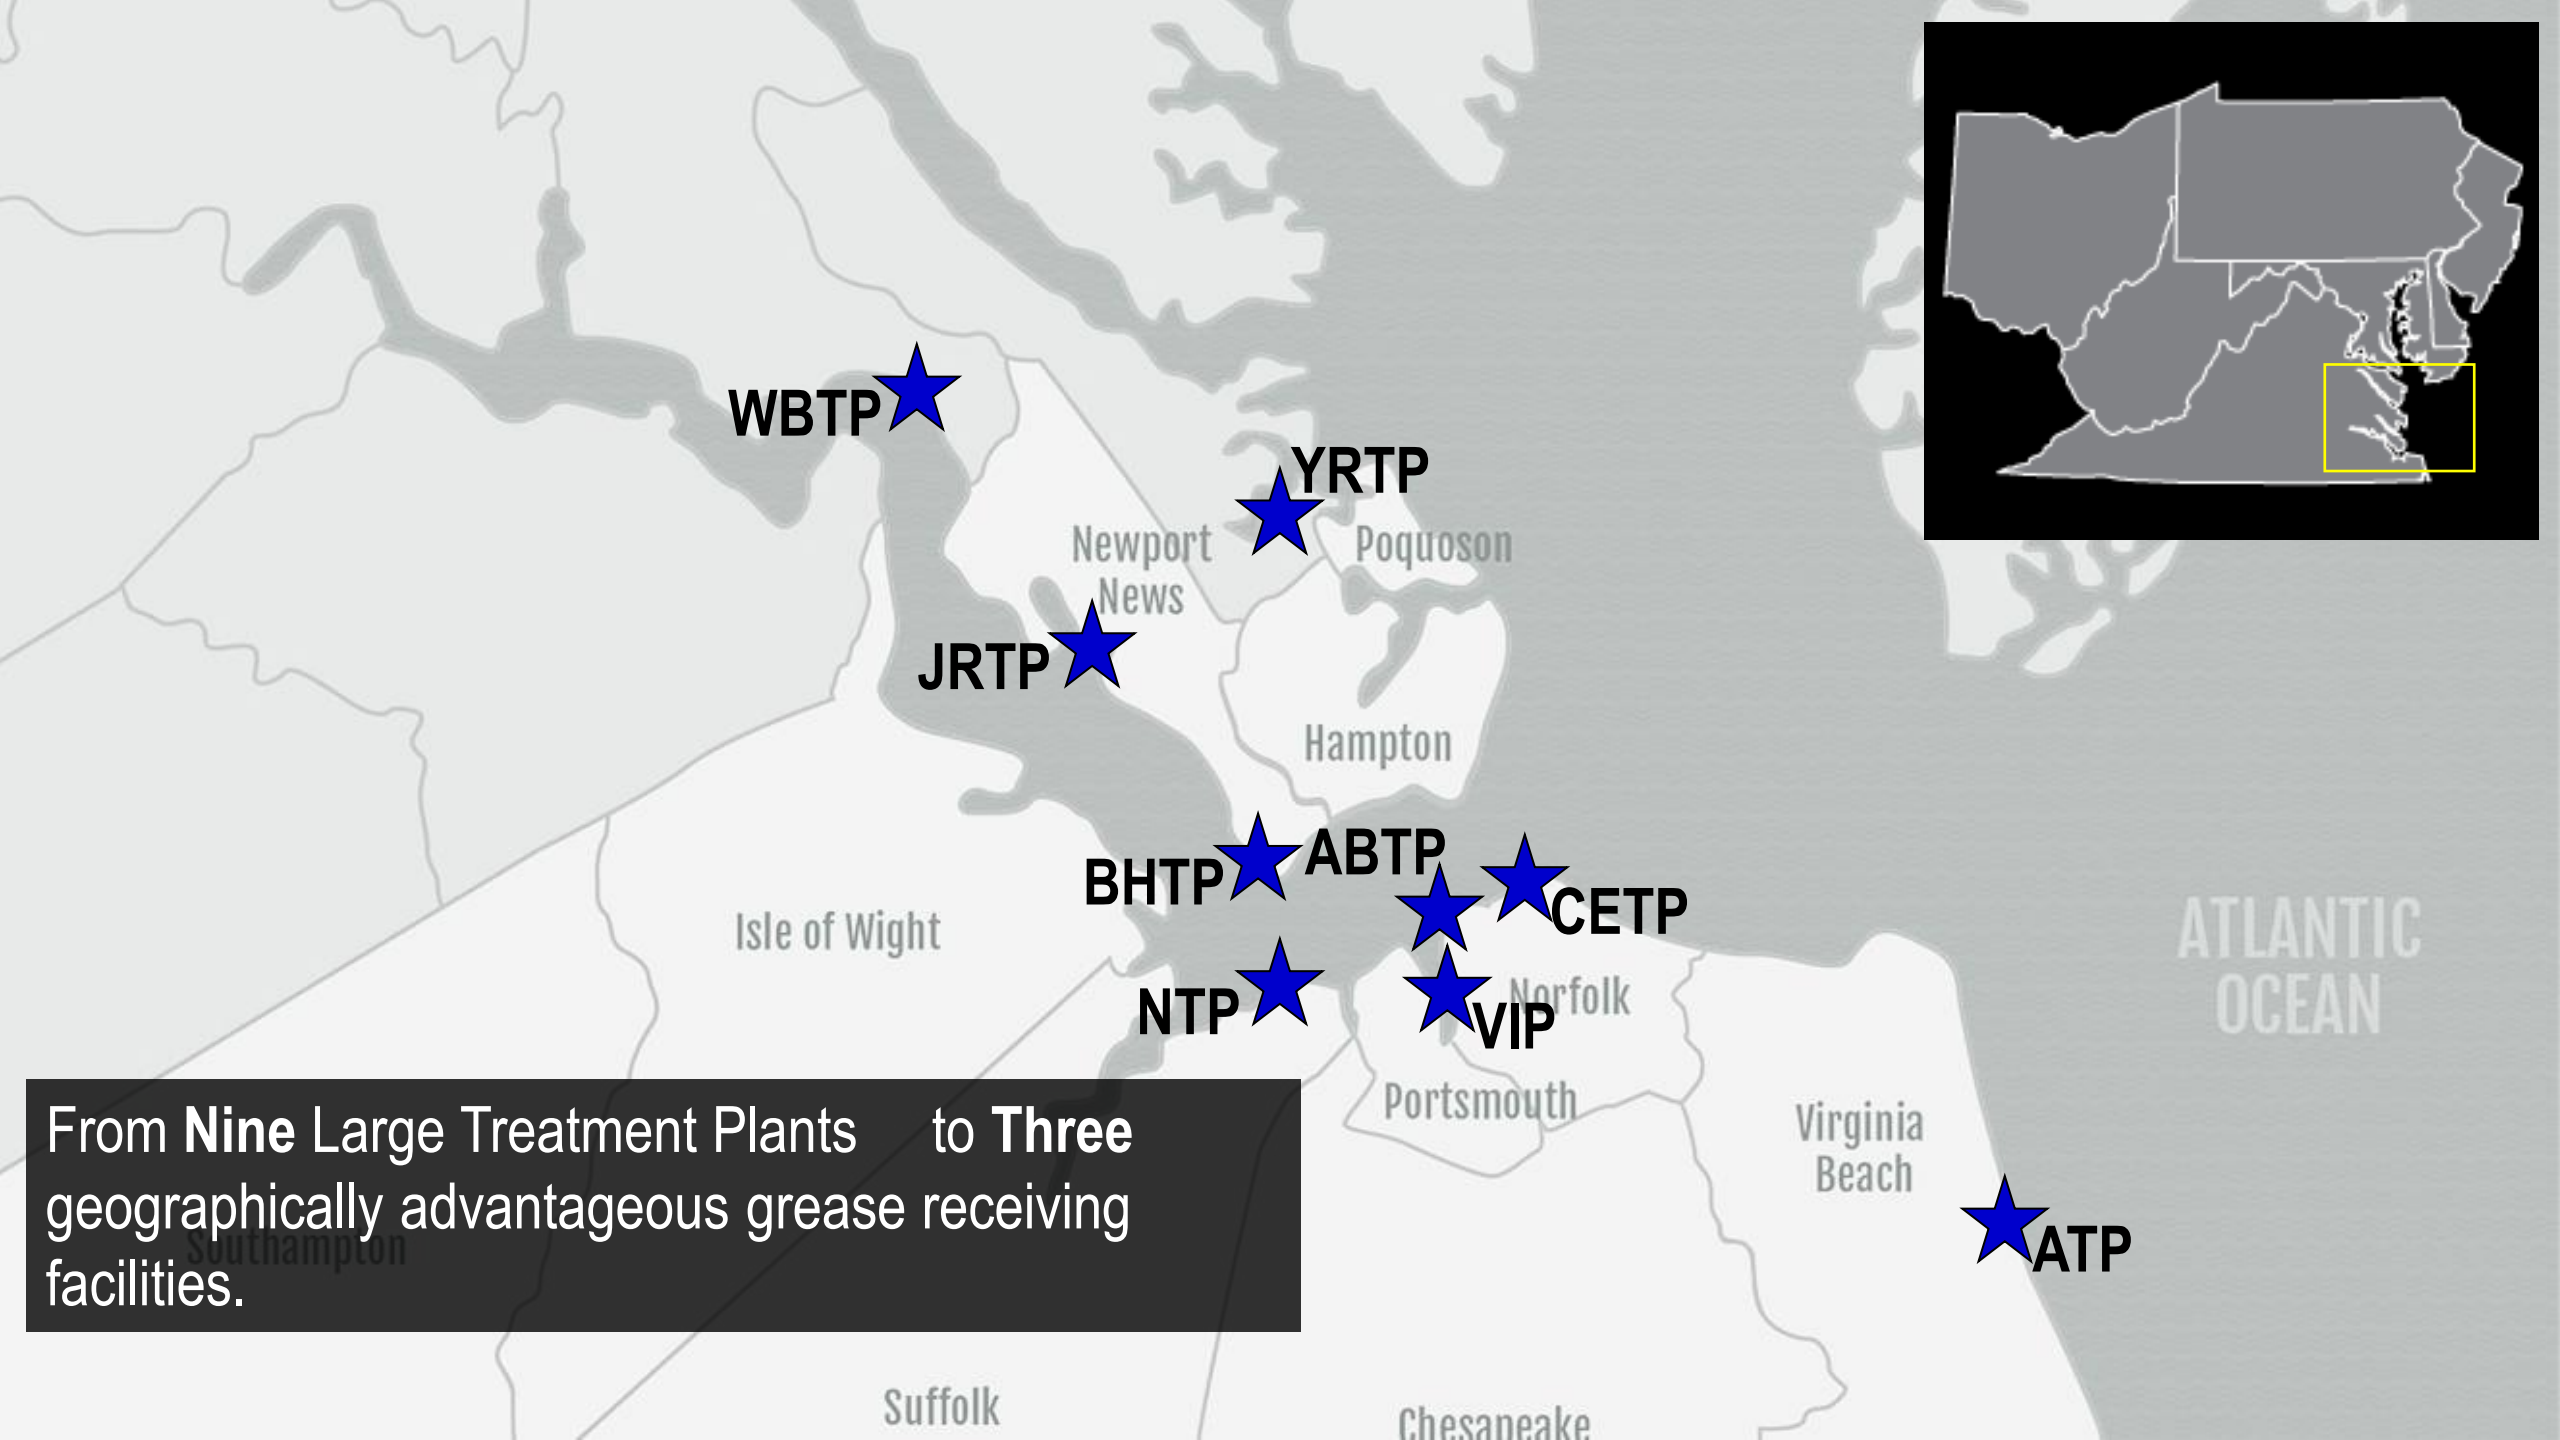 WBTP
YRTP
Newport
News
Poquoson
JRTP
Hampton
ABTP
BHTP
CETP
Isle of Wight
ATLANTIC
OCEAN
NTP
Norfolk
VIP
Portsmouth
Virginia
Beach
ATP
From Nine Large Treatment Plants to Three
geographically advantageous grease receiving
facilities.
Southampton
Suffolk
Chesapeake